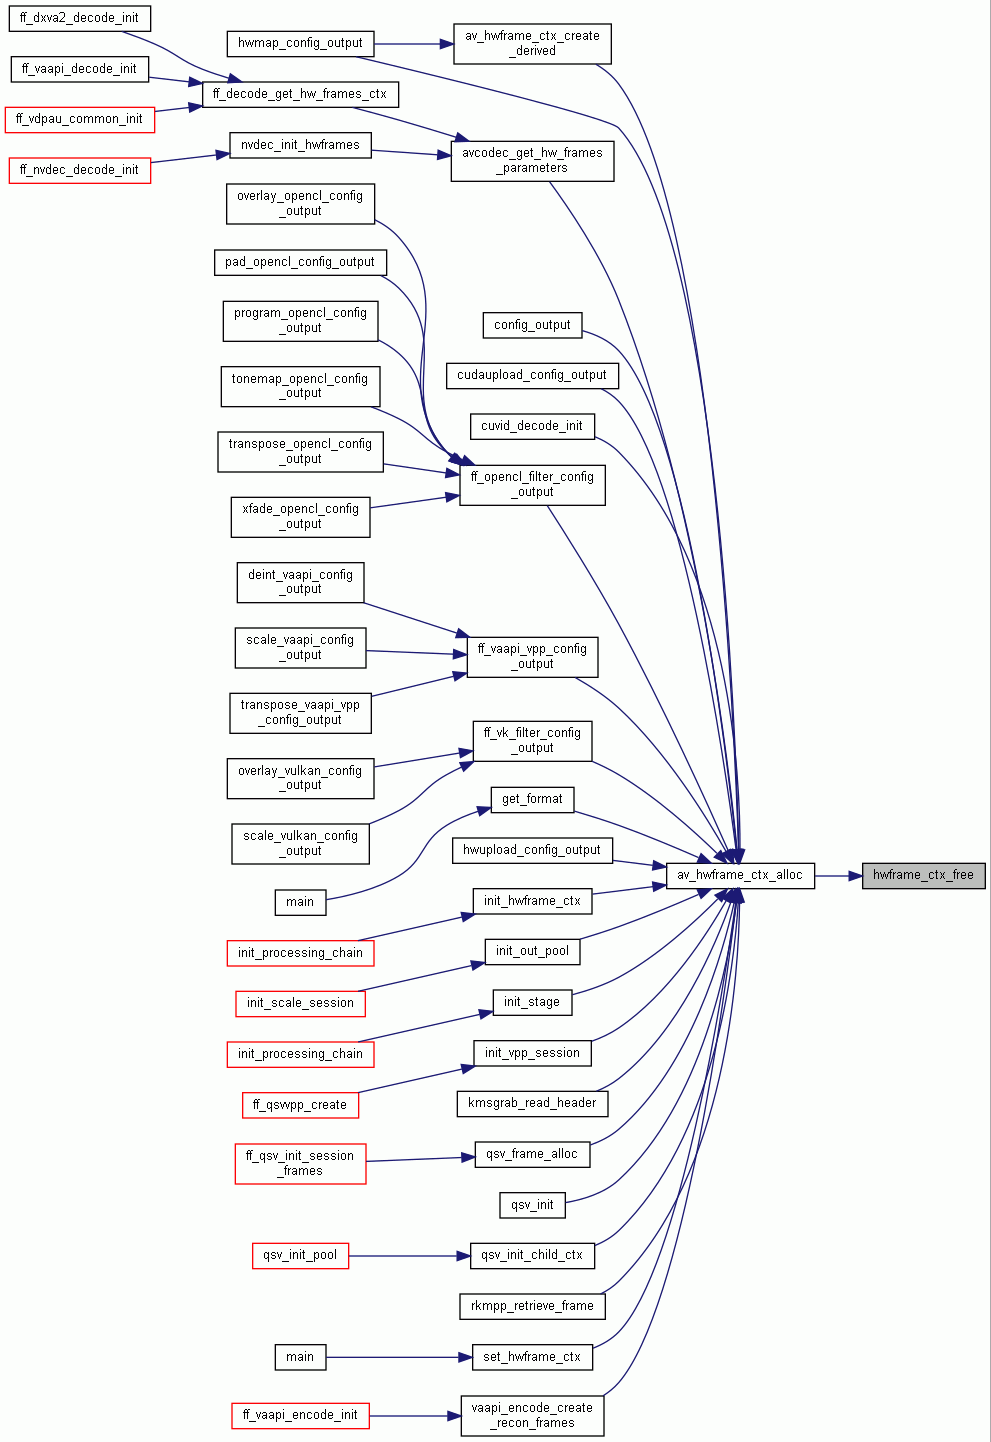 ff_dxva2_decode_init
ff_vaapi_decode_init
ff_vdpau_common_init
ff_nvdec_decode_init
hwmap_config_output
ff_decode_get_hw_frames_ctx
nvdec_init_hwframes
overlay_opencl_config
_output
pad_opencl_config_output
program_opencl_config
_output
tonemap_opencl_config
_output
transpose_opencl_config
_output
xfade_opencl_config
_output
deint_vaapi_config
_output
scale_vaapi_config
_output
transpose_vaapi_vpp
_config_output
overlay_vulkan_config
_output
scale_vulkan_config
_output
main
init_processing_chain
init_scale_session
init_processing_chain
ff_qsvvpp_create
ff_qsv_init_session
_frames
qsv_init_pool
main
ff_vaapi_encode_init
av_hwframe_ctx_create
_derived
avcodec_get_hw_frames
_parameters
config_output
cudaupload_config_output
cuvid_decode_init
ff_opencl_filter_config
_output
ff_vaapi_vpp_config
_output
ff_vk_filter_config
_output
get_format
hwupload_config_output
init_hwframe_ctx
init_out_pool
init_stage
init_vpp_session
kmsgrab_read_header
qsv_frame_alloc
qsv_init
qsv_init_child_ctx
rkmpp_retrieve_frame
set_hwframe_ctx
vaapi_encode_create
_recon_frames
av_hwframe_ctx_alloc
hwframe_ctx_free